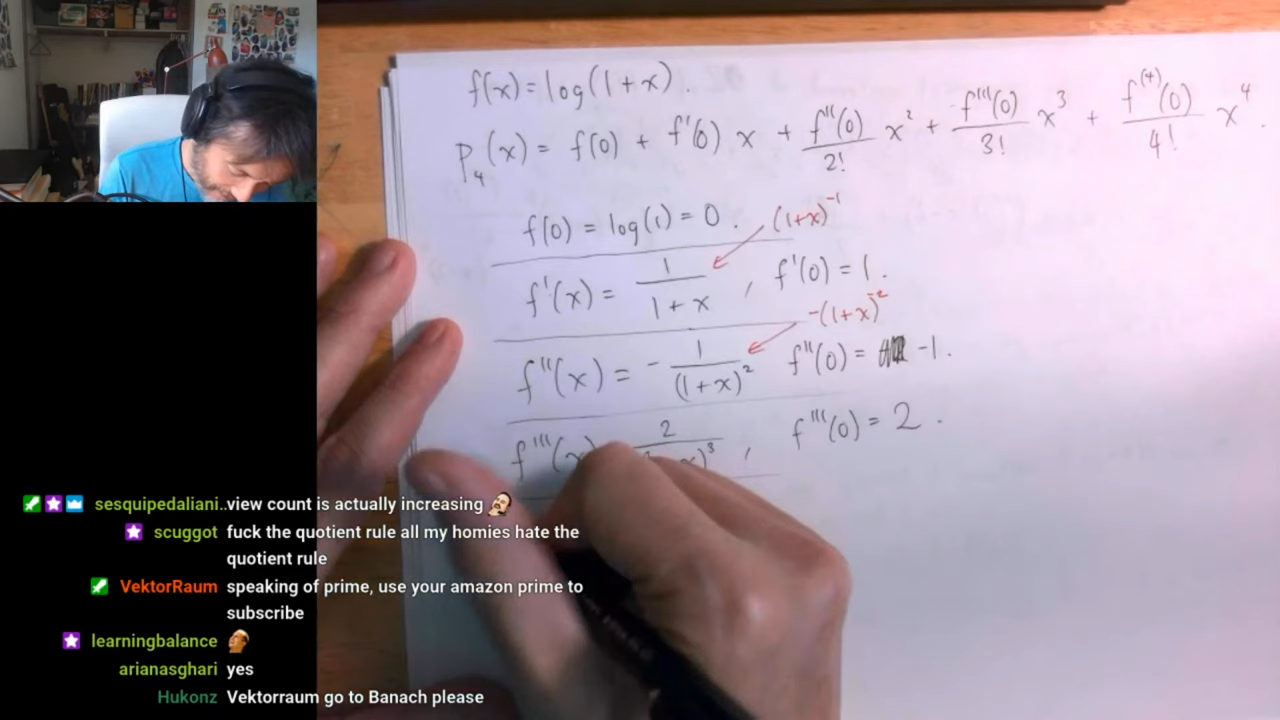 f(x) = log(1+x).
P₄(x) = f(0) + f'(0) x + f''(0)/2! x² + f'''(0)/3! x³ + f⁽⁴⁾(0)/4! x⁴.
f(0) = log(1) = 0. (1+x)⁻¹
f'(x) = 1/(1+x), f'(0) = 1.
-(1+x)⁻²
f''(x) = - 1/(1+x)² f''(0) = -1.
f'''(x) 2/( x)³, f'''(0) = 2.
sesquipedaliani.. view count is actually increasing
scuggot fuck the quotient rule all my homies hate the
quotient rule
VektorRaum speaking of prime, use your amazon prime to
subscribe
learningbalance
arianasghari yes
Hukonz Vektorraum go to Banach please